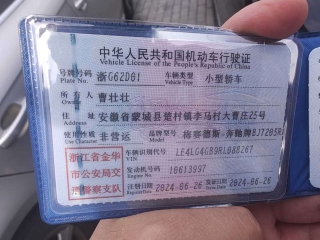 中华人民共和国机动车行驶证
Vehicle License of the People's Republic of China
号牌号码 浙G62D01 车辆类型 小型轿车
Plate No. Vehicle Type
所有人 曹壮壮
Owner
住址 安徽省蒙城县楚村镇李马村大曹庄25号
Address
使用性质 非营运 品牌型号 梅赛德斯-奔驰牌BJ7205R
Use Character Model
浙江省金华市公安局交通警察支队
车辆识别代号 LE4LG4GB9RL088267
VIN
发动机号码 10613997
Engine No.
注册日期 2024-06-26 发证日期 2024-06-26
Register Date Issue Date